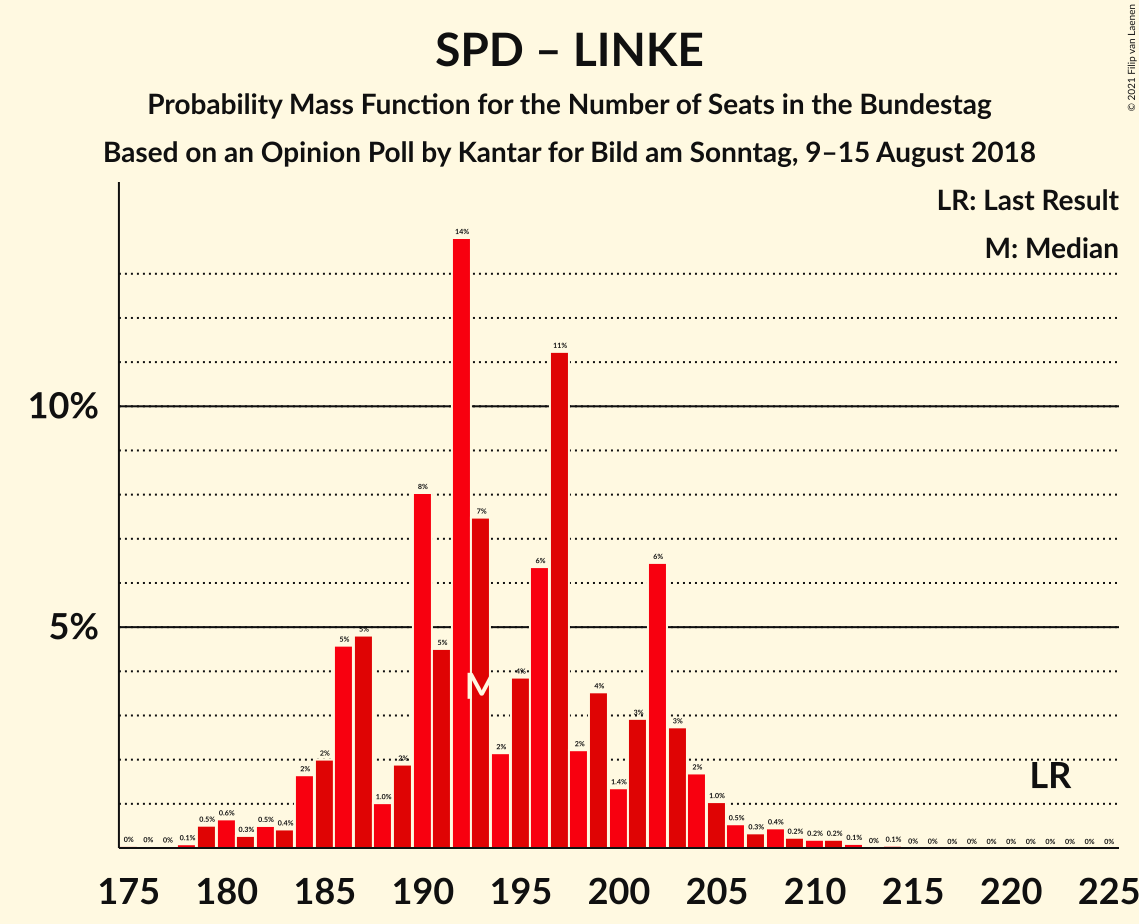 SPD – LINKE
Probability Mass Function for the Number of Seats in the Bundestag
Based on an Opinion Poll by Kantar for Bild am Sonntag, 9–15 August 2018
© 2021 Filip van Laenen
LR: Last Result
M: Median
10%
5%
0% 0% 0% 0.1% 0.5% 0.6% 0.3% 0.5% 0.4% 2% 2% 5% 5% 1.0% 2% 8% 5% 14% 7% 2% 4% 6% 11% 2% 4% 1.4% 3% 6% 3% 2% 1.0% 0.5% 0.3% 0.4% 0.2% 0.2% 0.2% 0.1% 0% 0.1% 0% 0% 0% 0% 0% 0% 0% 0% 0% 0% 0%
M
LR
175 180 185 190 195 200 205 210 215 220 225